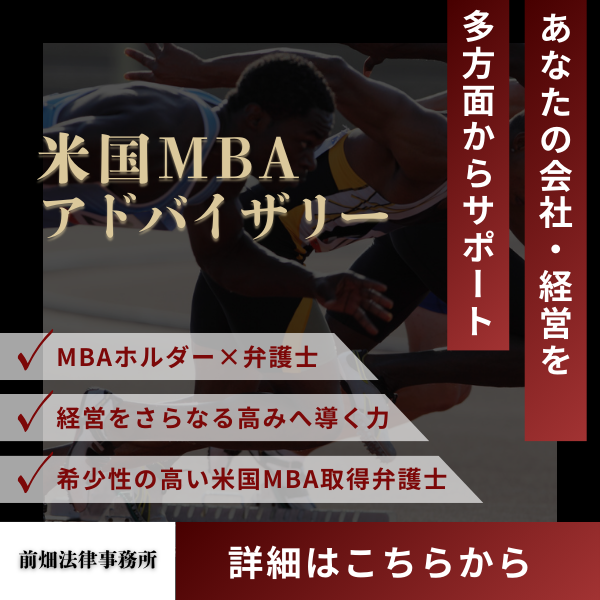 あなたの会社・経営を
多方面からサポート
米国MBA
アドバイザリー
MBAホルダー×弁護士
経営をさらなる高みへ導く力
希少性の高い米国MBA取得弁護士
前畑法律事務所
詳細はこちらから